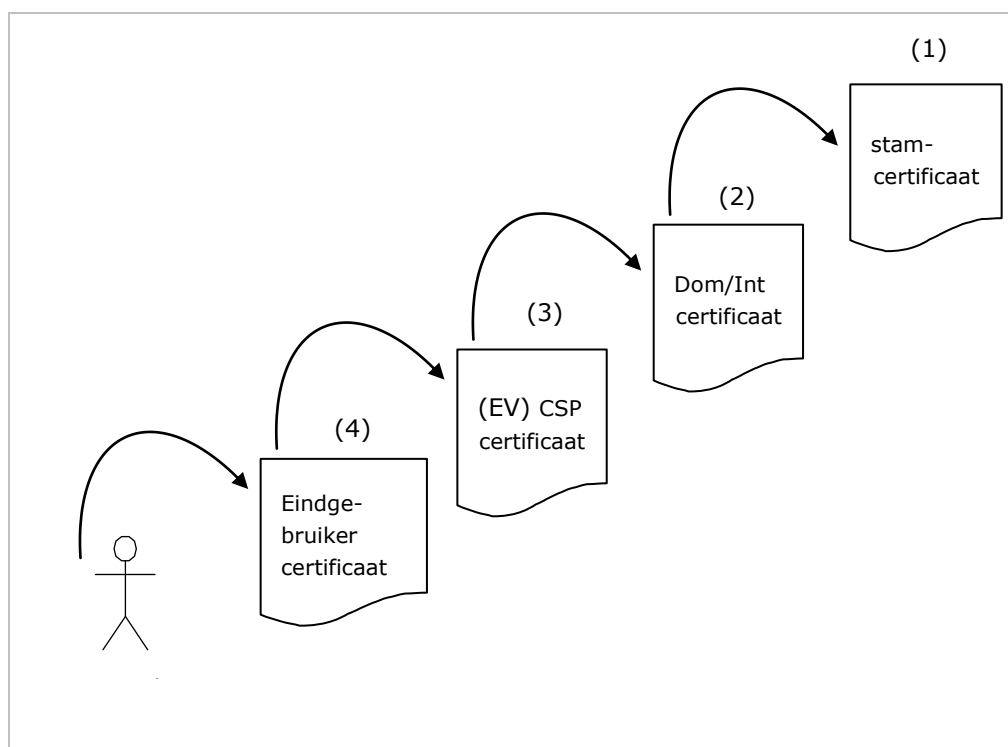 (1)
stam-
certificaat
(2)
Dom/Int
certificaat
(3)
(EV) CSP
certificaat
(4)
Eindge-
bruiker
certificaat